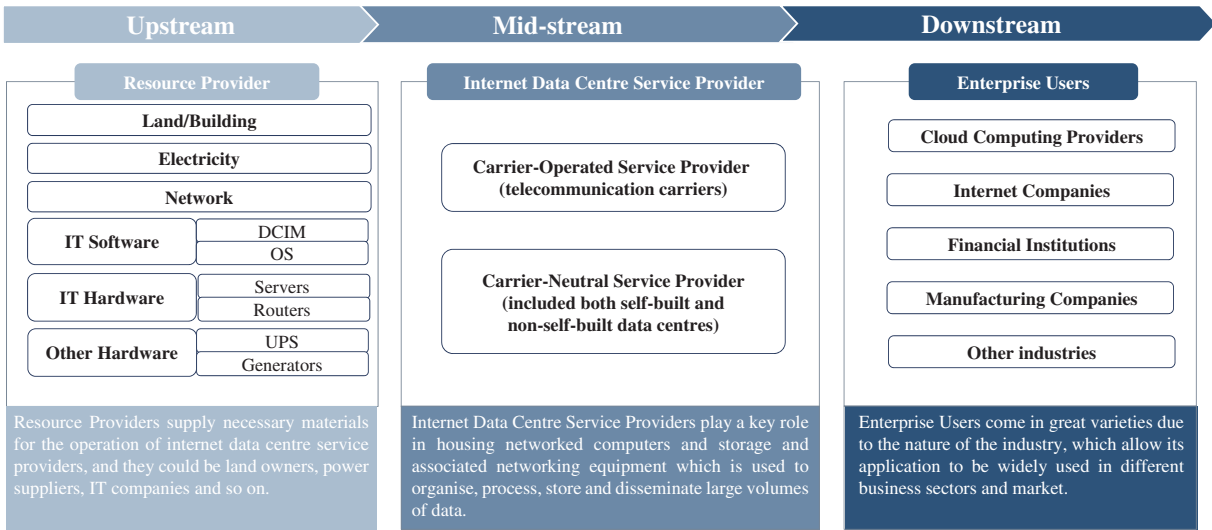 Upstream
Mid-stream
Downstream
Resource Provider
Land/Building
Electricity
Network
IT Software
DCIM
OS
IT Hardware
Servers
Routers
Other Hardware
UPS
Generators
Resource Providers supply necessary materials
for the operation of internet data centre service
providers, and they could be land owners, power
suppliers, IT companies and so on.
Internet Data Centre Service Provider
Carrier-Operated Service Provider
(telecommunication carriers)
Carrier-Neutral Service Provider
(included both self-built and
non-self-built data centres)
Internet Data Centre Service Providers play a key role
in housing networked computers and storage and
associated networking equipment which is used to
organise, process, store and disseminate large volumes
of data.
Enterprise Users
Cloud Computing Providers
Internet Companies
Financial Institutions
Manufacturing Companies
Other industries
Enterprise Users come in great varieties due
to the nature of the industry, which allow its
application to be widely used in different
business sectors and market.